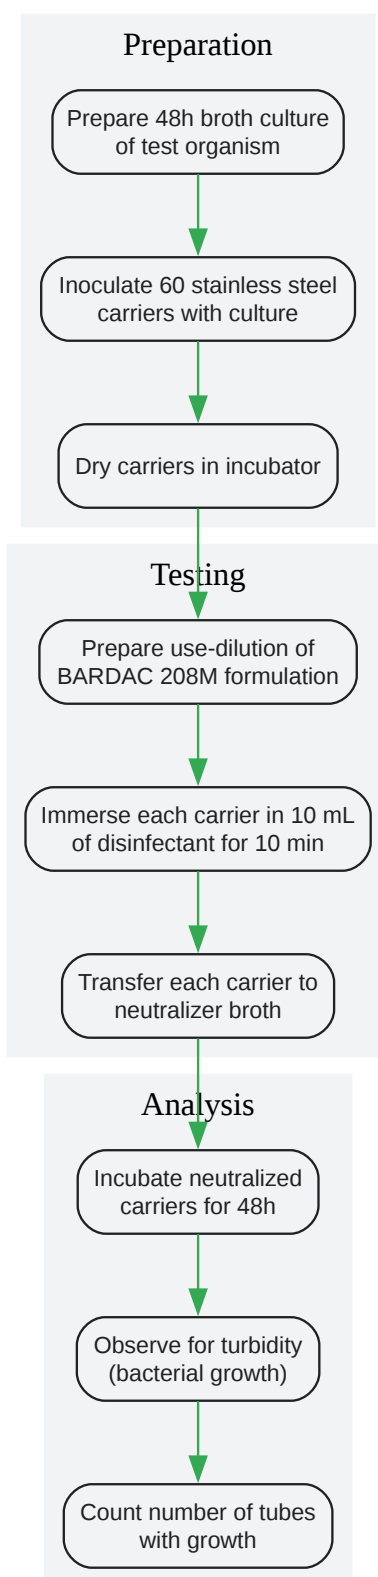 Preparation
Prepare 48h broth culture
of test organism
Inoculate 60 stainless steel
carriers with culture
Dry carriers in incubator
Testing
Prepare use-dilution of
BARDAC 208M formulation
Immerse each carrier in 10 mL
of disinfectant for 10 min
Transfer each carrier to
neutralizer broth
Analysis
Incubate neutralized
carriers for 48h
Observe for turbidity
(bacterial growth)
Count number of tubes
with growth